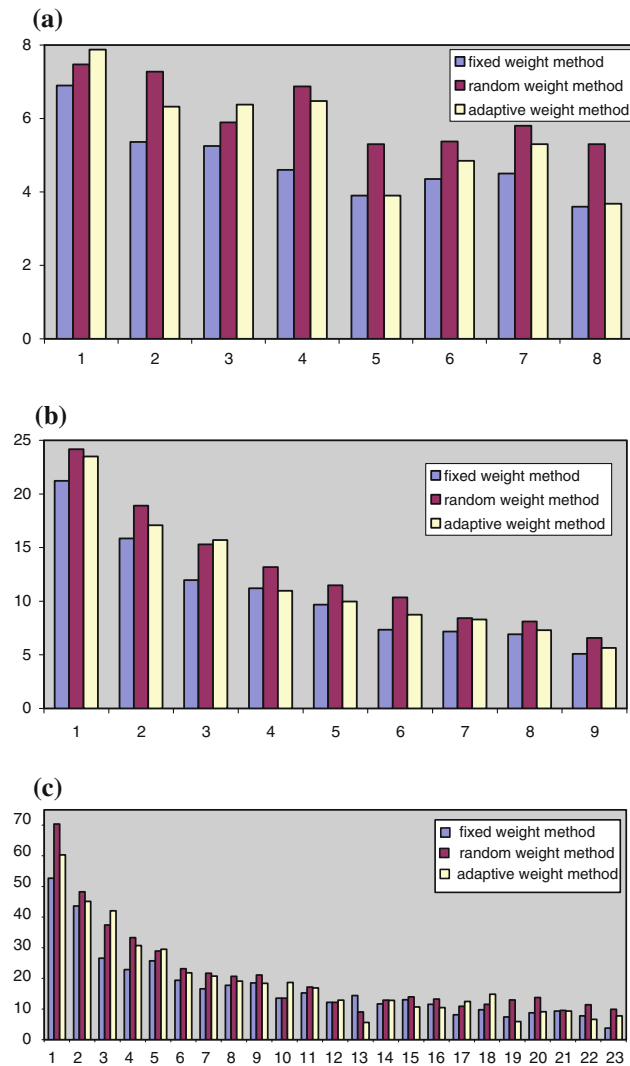 (a)
8
6
4
2
0
fixed weight method
random weight method
adaptive weight method
1 2 3 4 5 6 7 8
(b)
25
20
15
10
5
0
fixed weight method
random weight method
adaptive weight method
1 2 3 4 5 6 7 8 9
(c)
70
60
50
40
30
20
10
0
fixed weight method
random weight method
adaptive weight method
1 2 3 4 5 6 7 8 9 10 11 12 13 14 15 16 17 18 19 20 21 22 23